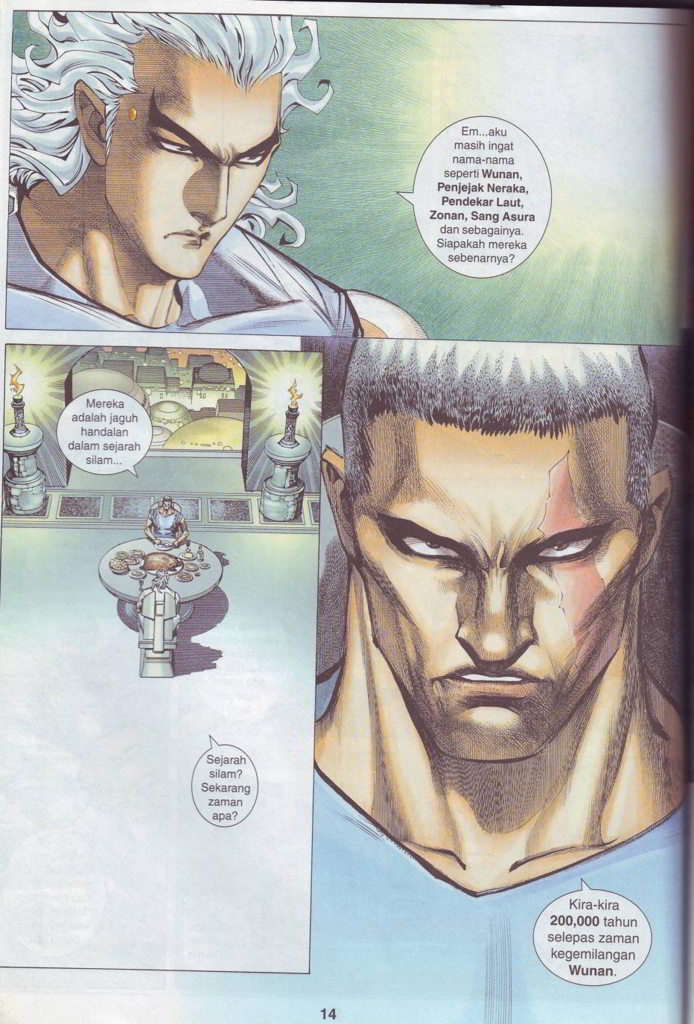 Em...aku
masih ingat
nama-nama
seperti Wunan,
Penjejak Neraka,
Pendekar Laut,
Zonan, Sang Asura
dan sebagainya.
Siapakah mereka
sebenarnya?
Mereka
adalah jaguh
handalan
dalam sejarah
silam...
Sejarah
silam?
Sekarang
zaman
apa?
Kira-kira
200,000 tahun
selepas zaman
kegemilangan
Wunan.
14